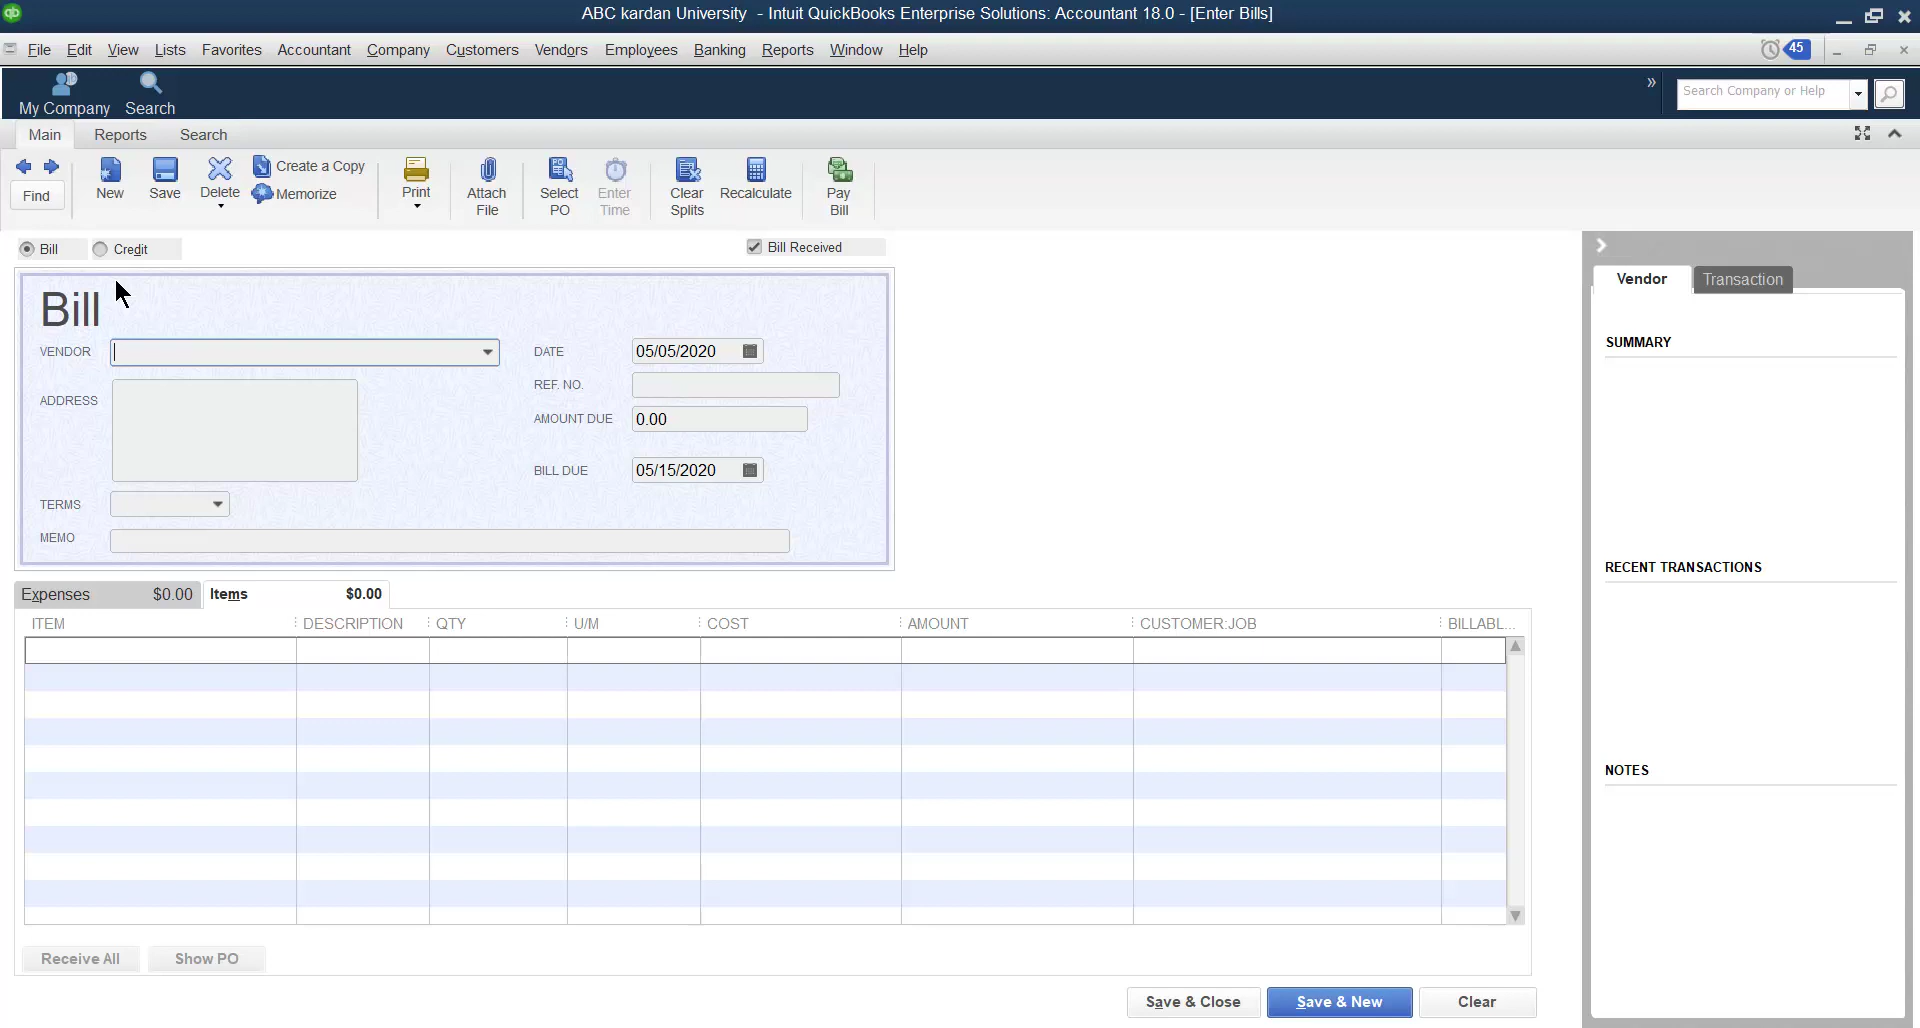 ABC kardan University - Intuit QuickBooks Enterprise Solutions: Accountant 18.0 - [Enter Bills]
File Edit View Lists Favorites Accountant Company Customers Vendors Employees Banking Reports Window Help 45
My Company Search Search Company or Help
Main Reports Search
Find New Save Delete Create a Copy Memorize Print Attach File Select PO Enter Time Clear Splits Recalculate Pay Bill
Bill Credit Bill Received
Bill
VENDOR DATE 05/05/2020
ADDRESS REF. NO.
AMOUNT DUE 0.00
BILL DUE 05/15/2020
TERMS
MEMO
Expenses $0.00 Items $0.00
ITEM DESCRIPTION QTY U/M COST AMOUNT CUSTOMER:JOB BILLABL...
Receive All Show PO
Save & Close Save & New Clear
Vendor Transaction
SUMMARY
RECENT TRANSACTIONS
NOTES